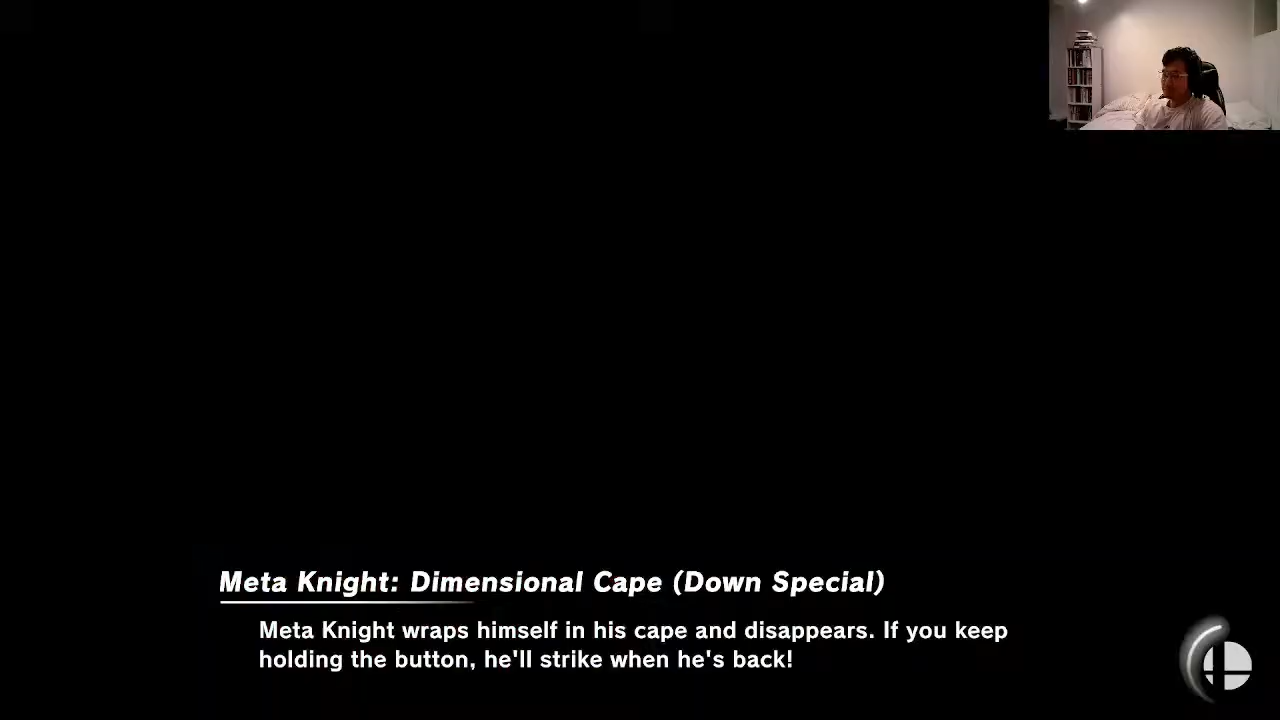 Meta Knight: Dimensional Cape (Down Special)
Meta Knight wraps himself in his cape and disappears. If you keep
holding the button, he'll strike when he's back!